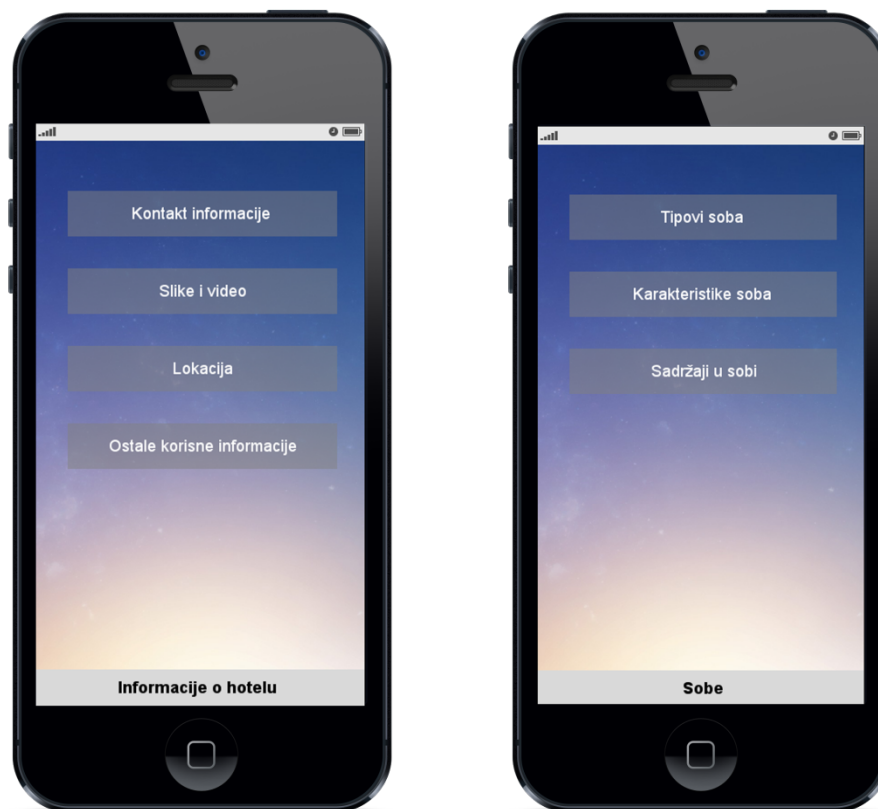 Kontakt informacije
Slike i video
Lokacija
Ostale korisne informacije
Informacije o hotelu
Tipovi soba
Karakteristike soba
Sadržaji u sobi
Sobe